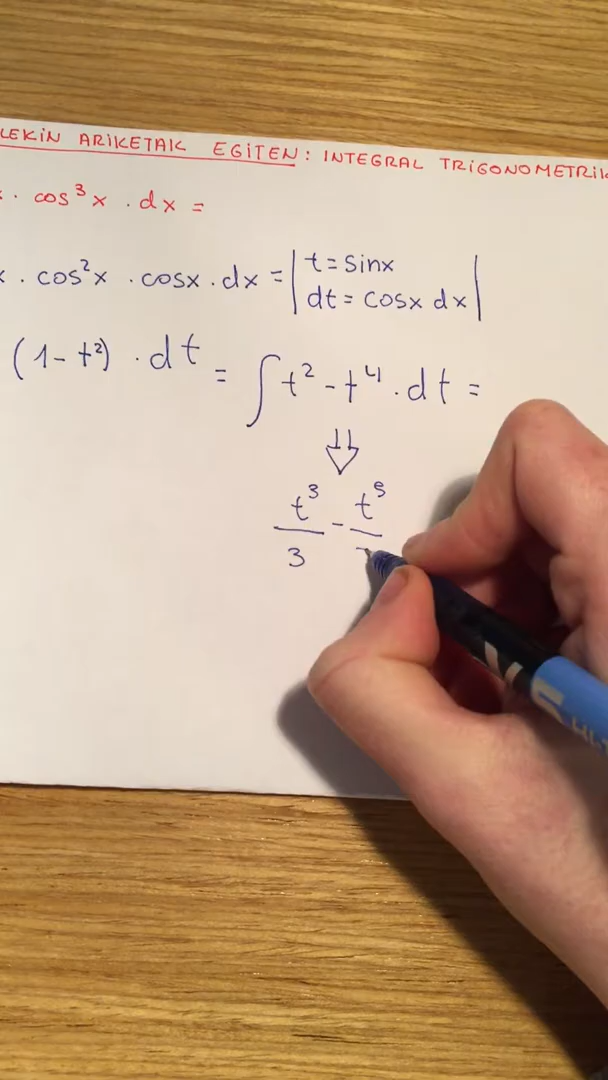 LEKIN ARIKETAK EGITEN: INTEGRAL TRIGONOMETRIK
x · cos³x · dx =
x · cos²x · cosx · dx = | t = sinx
dt = cosx dx |
(1 - t²) · dt = ∫ t² - t⁴ · dt =
⇓
t³/3 - t⁵/